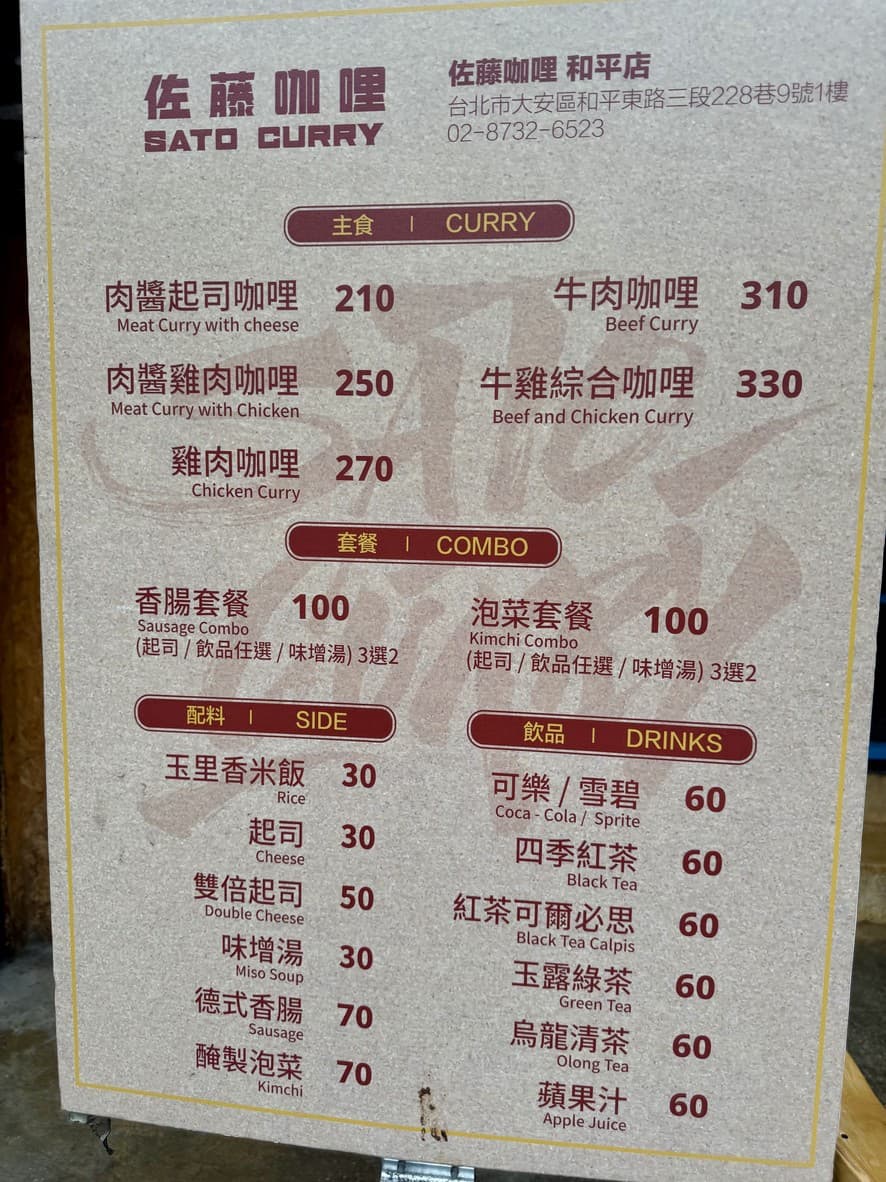 佐藤咖哩
SATO CURRY
佐藤咖哩 和平店
台北市大安區和平東路三段228巷9號1樓
02-8732-6523
主食 | CURRY
肉醬起司咖哩 210
Meat Curry with cheese
肉醬雞肉咖哩 250
Meat Curry with Chicken
雞肉咖哩 270
Chicken Curry
牛肉咖哩 310
Beef Curry
牛雞綜合咖哩 330
Beef and Chicken Curry
套餐 | COMBO
香腸套餐 100
Sausage Combo
(起司 / 飲品任選 / 味增湯) 3選2
泡菜套餐 100
Kimchi Combo
(起司 / 飲品任選 / 味增湯) 3選2
配料 | SIDE
玉里香米飯 30
Rice
起司 30
Cheese
雙倍起司 50
Double Cheese
味增湯 30
Miso Soup
德式香腸 70
Sausage
醃製泡菜 70
Kimchi
飲品 | DRINKS
可樂 / 雪碧 60
Coca - Cola / Sprite
四季紅茶 60
Black Tea
紅茶可爾必思 60
Black Tea Calpis
玉露綠茶 60
Green Tea
烏龍清茶 60
Olong Tea
蘋果汁 60
Apple Juice
SATO
CURRY